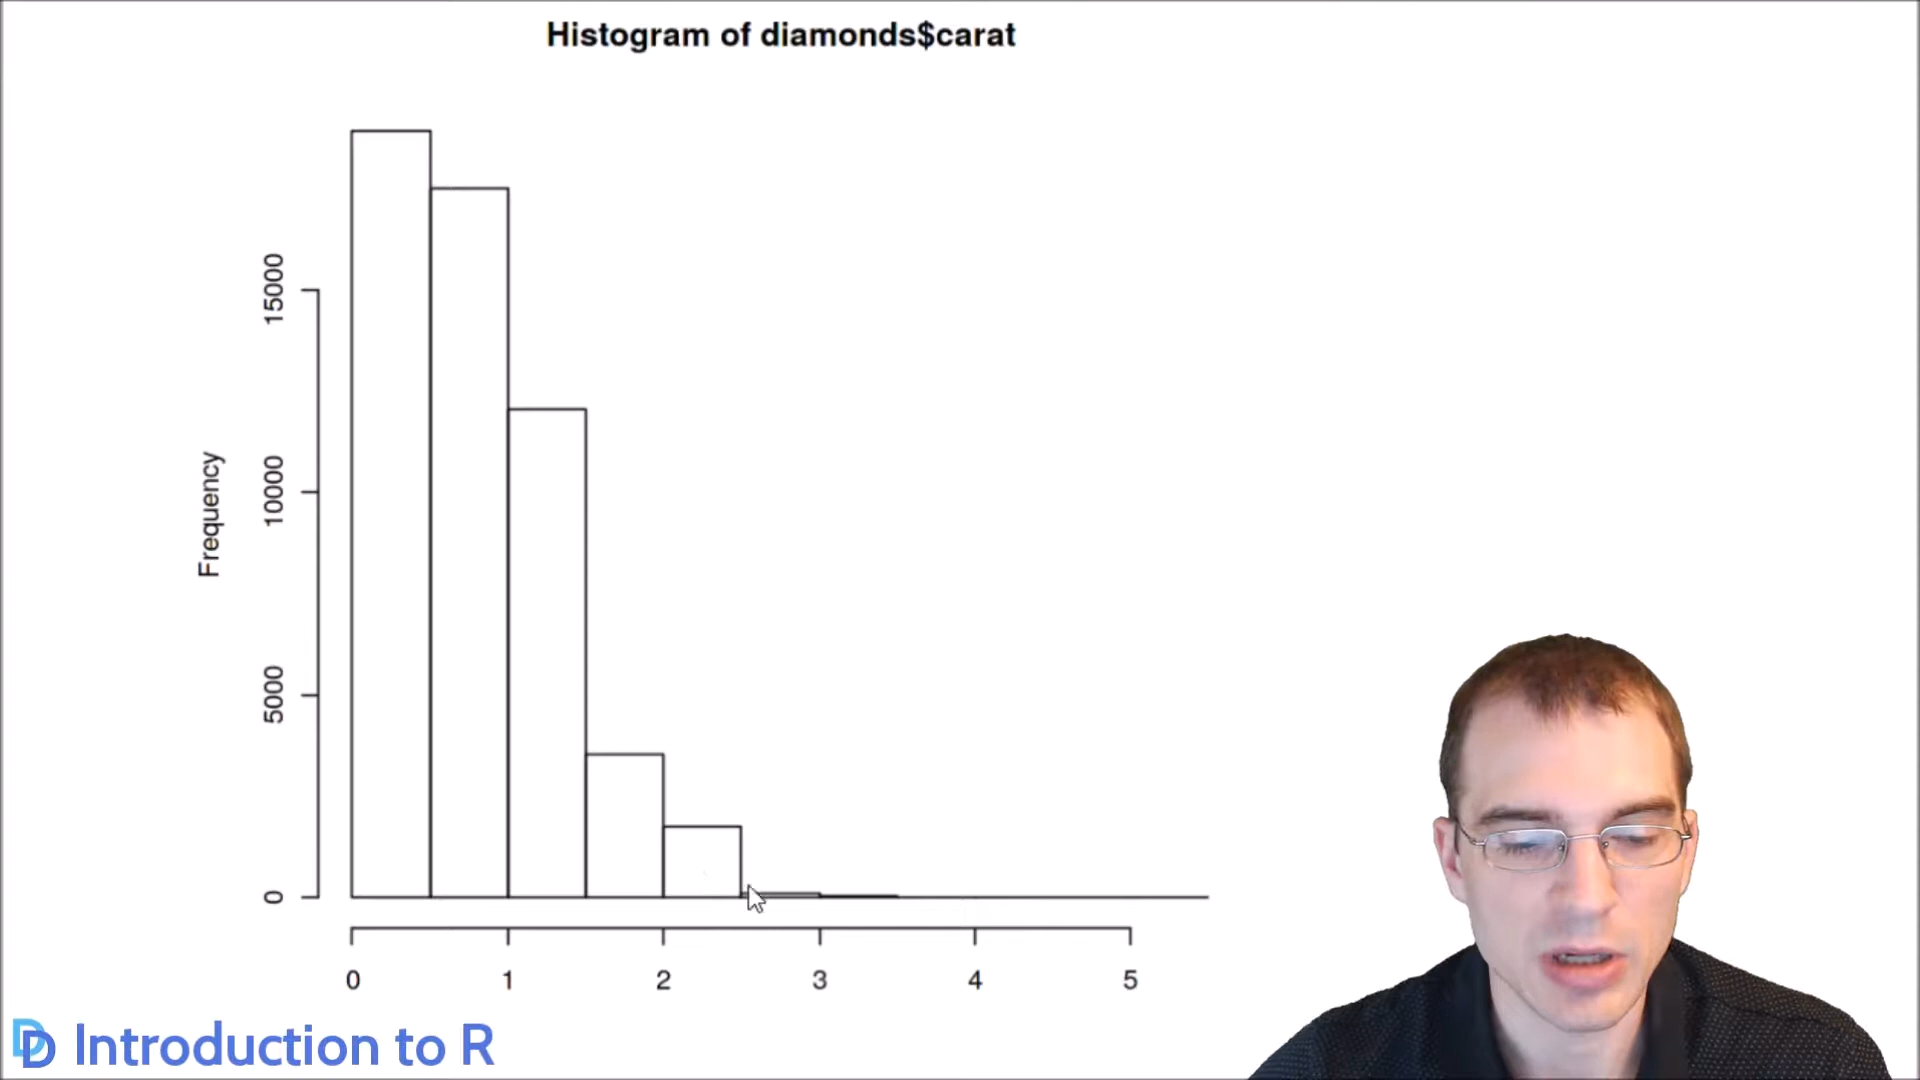 Histogram of diamonds$carat
Frequency
15000
10000
5000
0
0 1 2 3 4 5
D Introduction to R